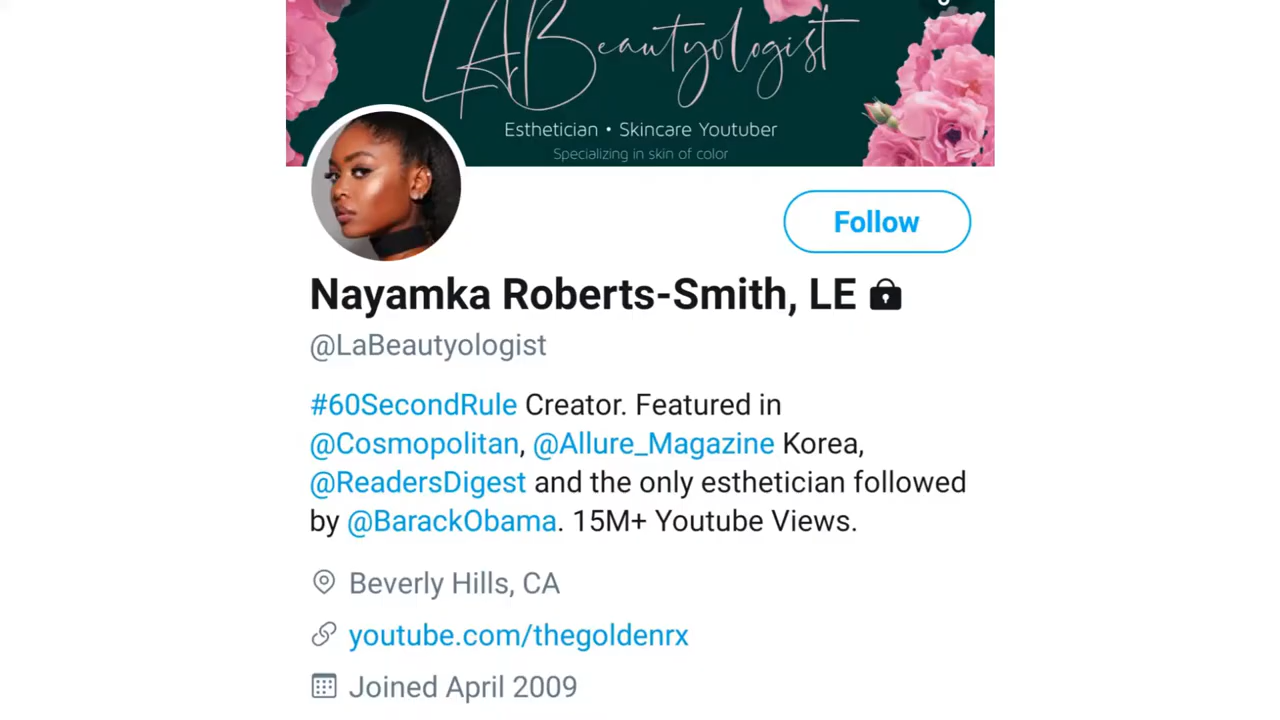 LABeautyologist
Esthetician • Skincare Youtuber
Specializing in skin of color
Follow
Nayamka Roberts-Smith, LE
@LaBeautyologist
#60SecondRule Creator. Featured in
@Cosmopolitan, @Allure_Magazine Korea,
@ReadersDigest and the only esthetician followed
by @BarackObama. 15M+ Youtube Views.
Beverly Hills, CA
youtube.com/thegoldenrx
Joined April 2009